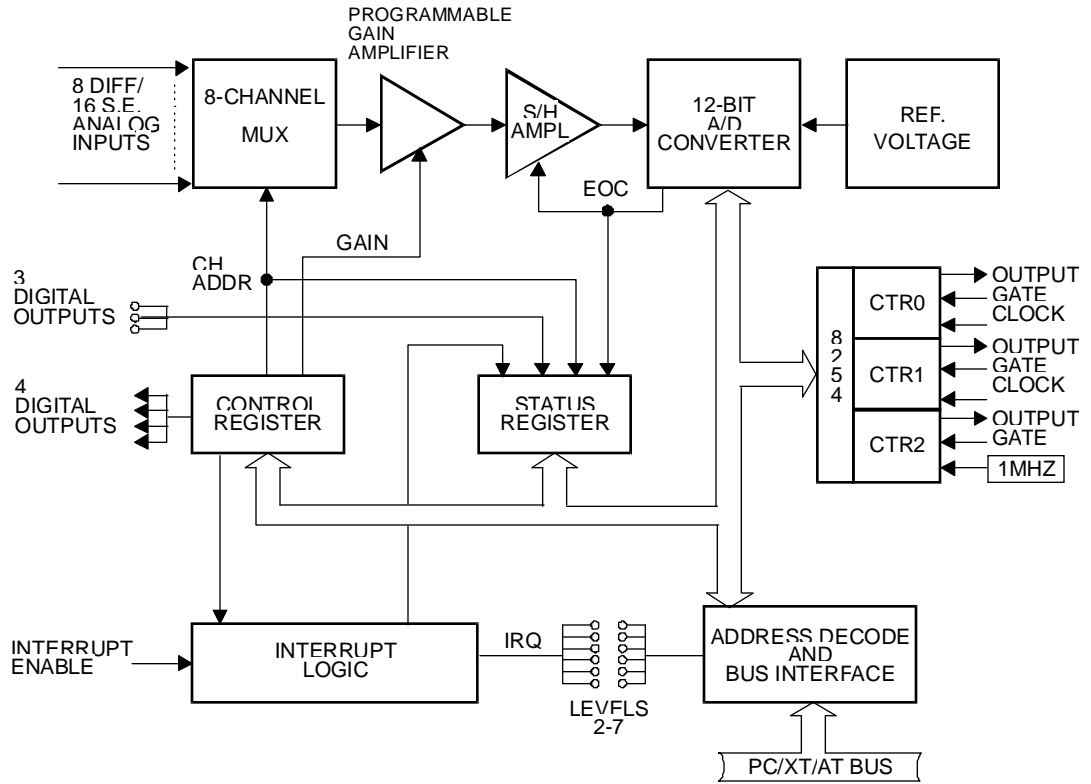 PROGRAMMABLE
GAIN
AMPLIFIER
8 DIFF/
16 S.E.
ANALOG
INPUTS
8-CHANNEL
MUX
S/H
AMPL
12-BIT
A/D
CONVERTER
REF.
VOLTAGE
EOC
GAIN
CH
ADDR
3
DIGITAL
OUTPUTS
8
2
5
4
CTR0
OUTPUT
GATE
CLOCK
CTR1
OUTPUT
GATE
CLOCK
CTR2
OUTPUT
GATE
1MHZ
4
DIGITAL
OUTPUTS
CONTROL
REGISTER
STATUS
REGISTER
INTERRUPT
ENABLE
INTERRUPT
LOGIC
IRQ
LEVELS
2-7
ADDRESS DECODE
AND
BUS INTERFACE
PC/XT/AT BUS